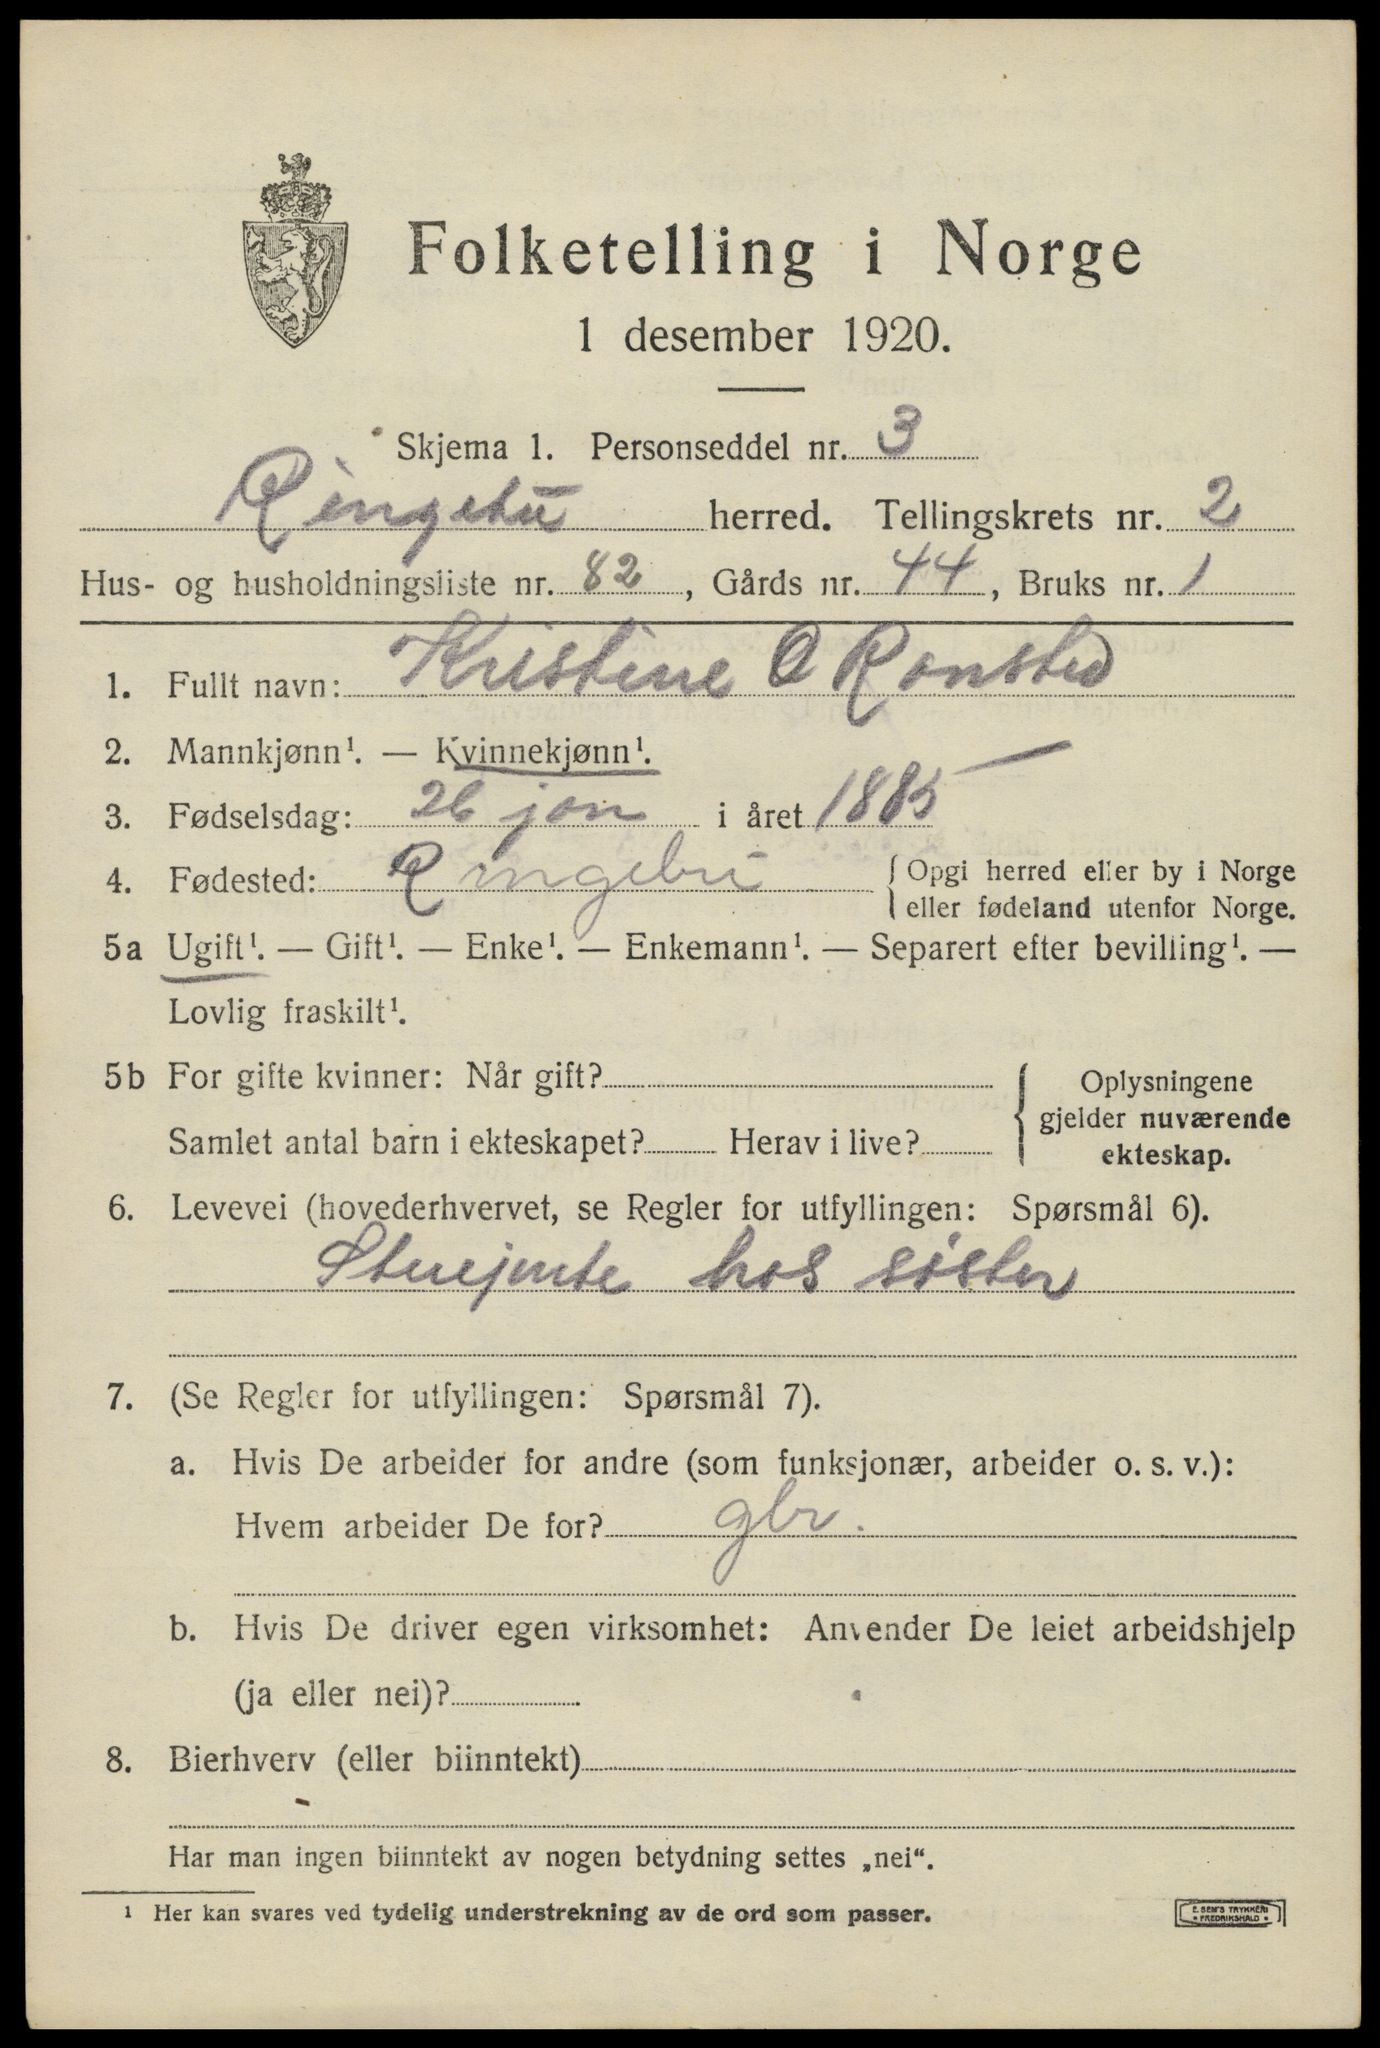 Folketelling i Norge
1 desember 1920.
Skjema 1. Personseddel nr. 3
Ringebu herred. Tellingskrets nr. 2
Hus- og husholdningsliste nr. 82, Gårds nr. 44, Bruks nr. 1
1. Fullt navn: Kristine O Ronsted
2. Mannkjønn¹. — Kvinnekjønn¹.
3. Fødselsdag: 26 jan i året 1885
4. Fødested: Ringebu { Opgi herred eller by i Norge
eller fødeland utenfor Norge.
5a Ugift¹. — Gift¹. — Enke¹. — Enkemann¹. — Separert efter bevilling¹. —
Lovlig fraskilt¹.
5b For gifte kvinner: Når gift?
Samlet antal barn i ekteskapet? Herav i live?
{ Oplysningene
gjelder nuværende
ekteskap.
6. Levevei (hovederhvervet, se Regler for utfyllingen: Spørsmål 6).
Stuejente hos søster
7. (Se Regler for utfyllingen: Spørsmål 7).
a. Hvis De arbeider for andre (som funksjonær, arbeider o. s. v.):
Hvem arbeider De for? gbr.
b. Hvis De driver egen virksomhet: Anvender De leiet arbeidshjelp
(ja eller nei)?
8. Bierhverv (eller biinntekt)
-
Har man ingen biinntekt av nogen betydning settes „nei“.
¹ Her kan svares ved tydelig understrekning av de ord som passer.
E. SEM'S TRYKKERI
• FREDRIKSHALD •